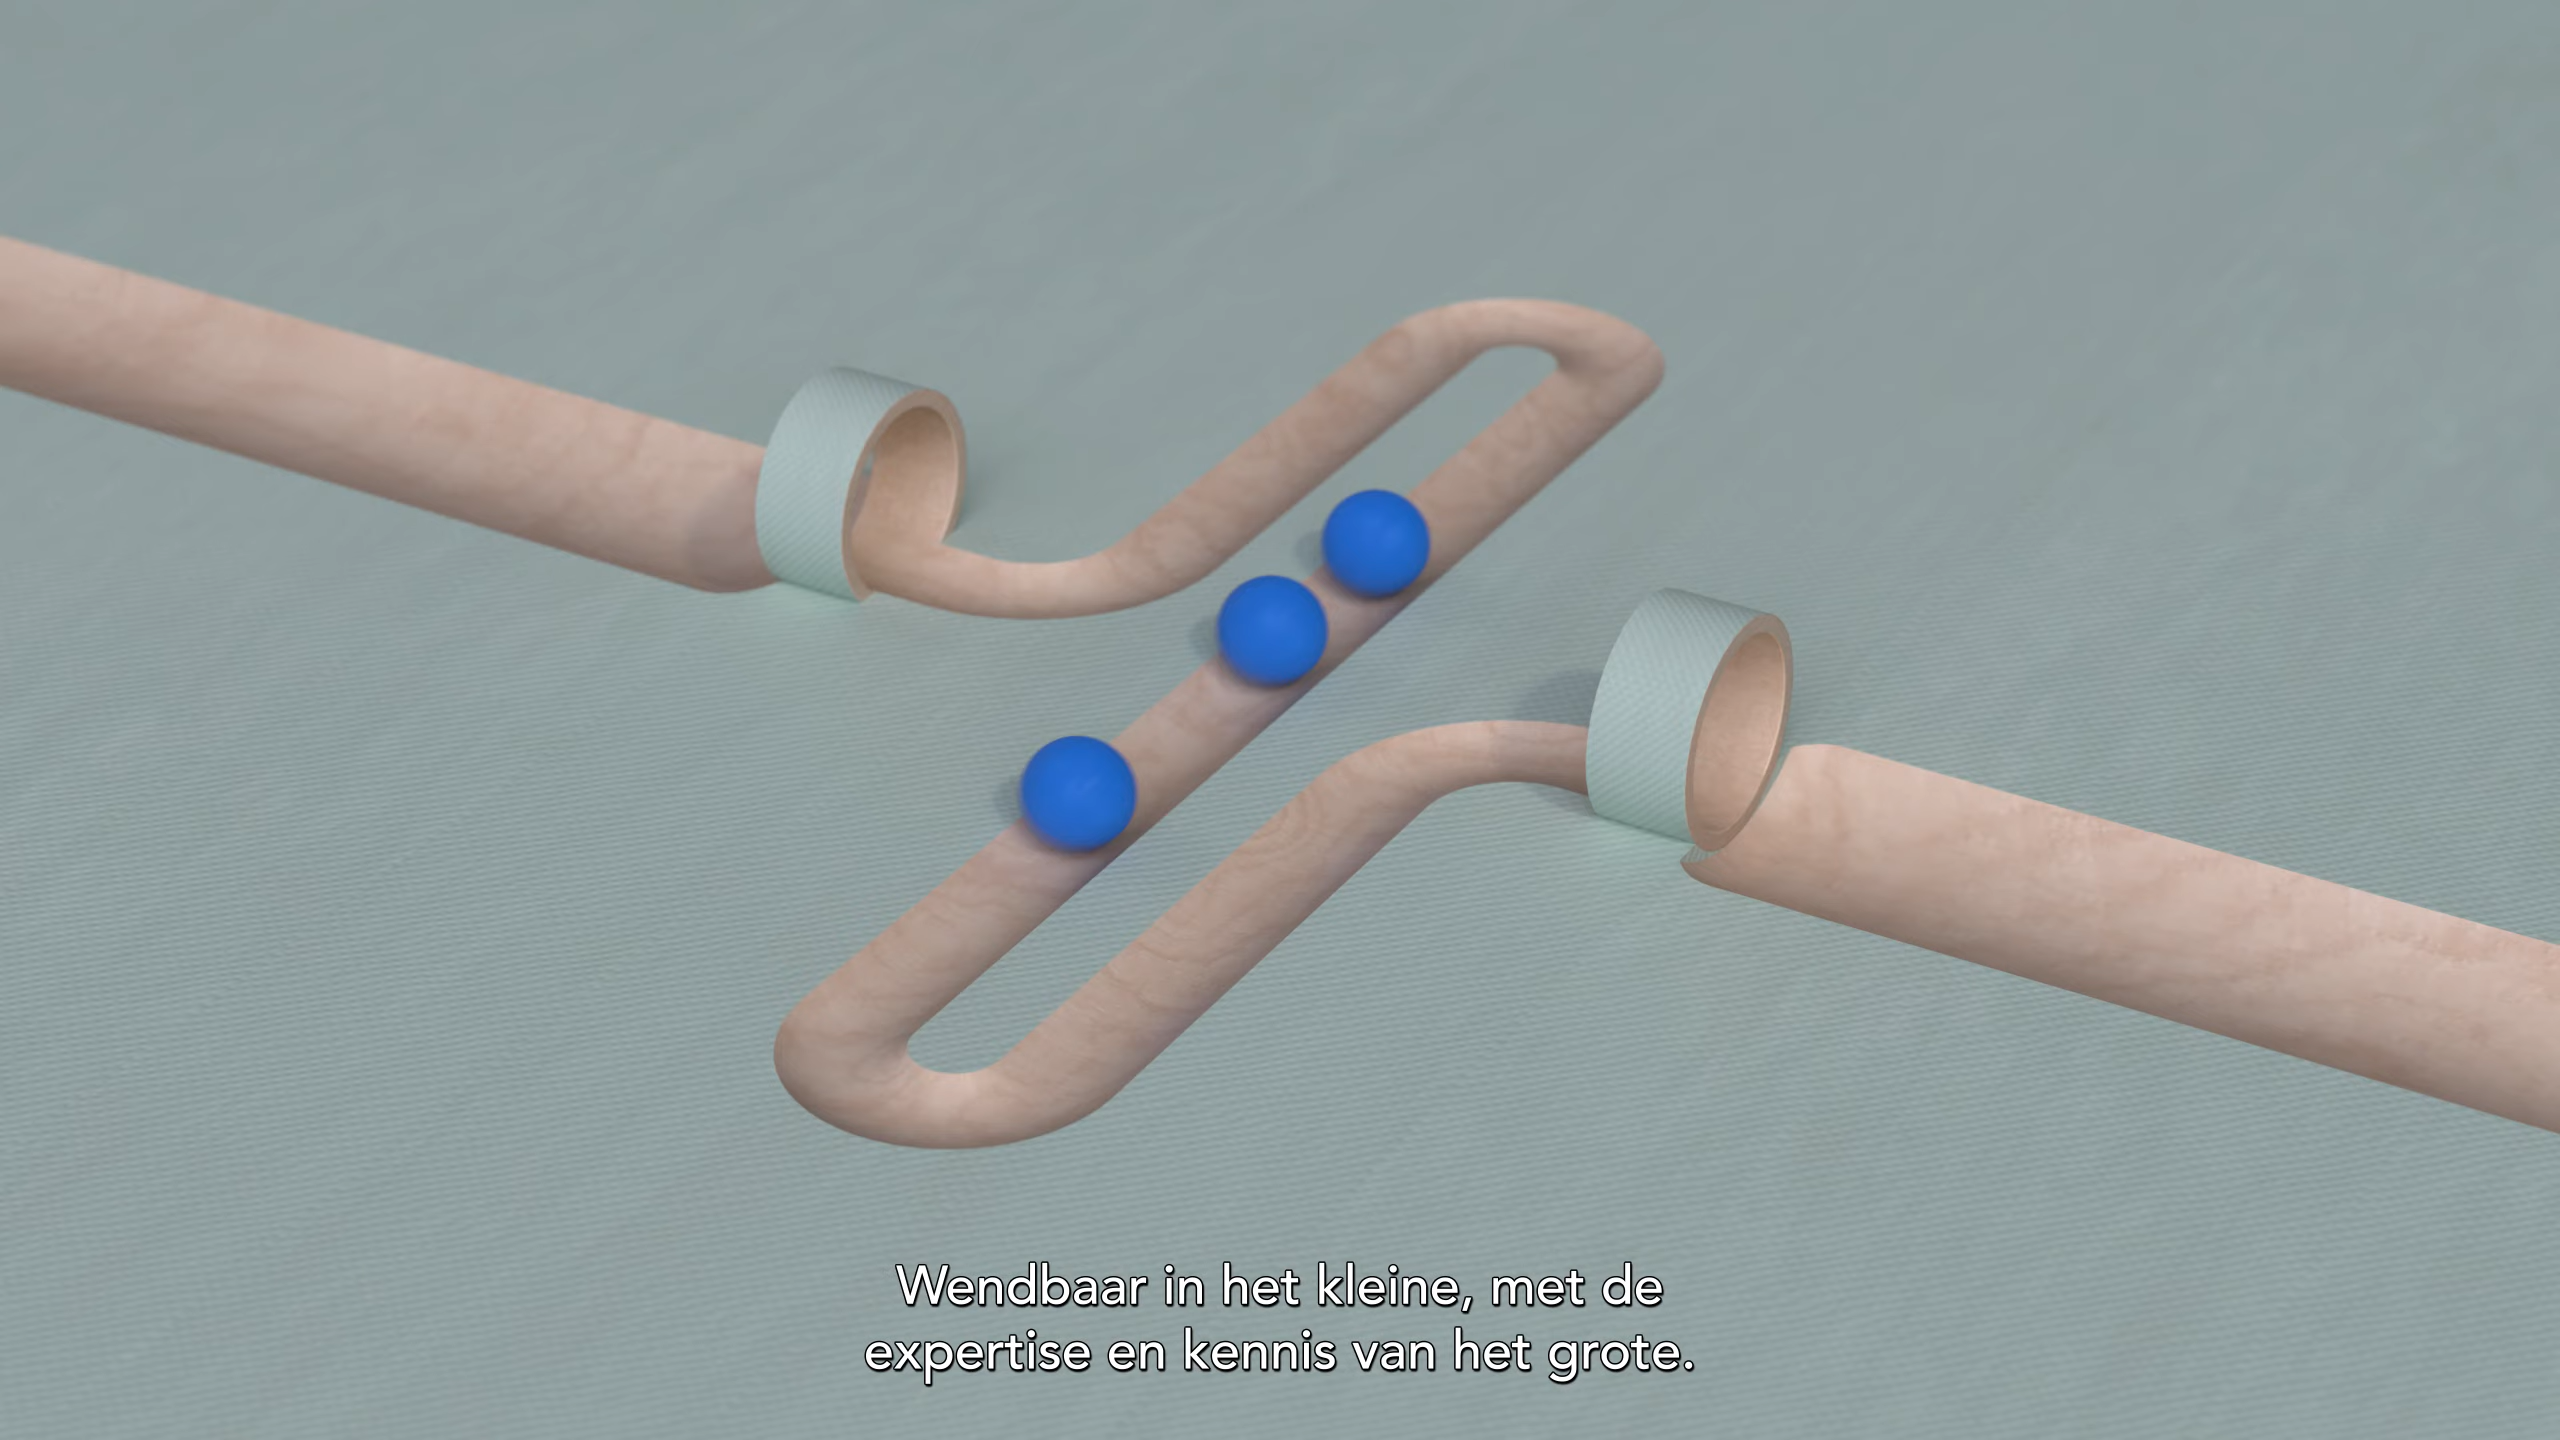 Wendbaar in het kleine, met de
expertise en kennis van het grote.